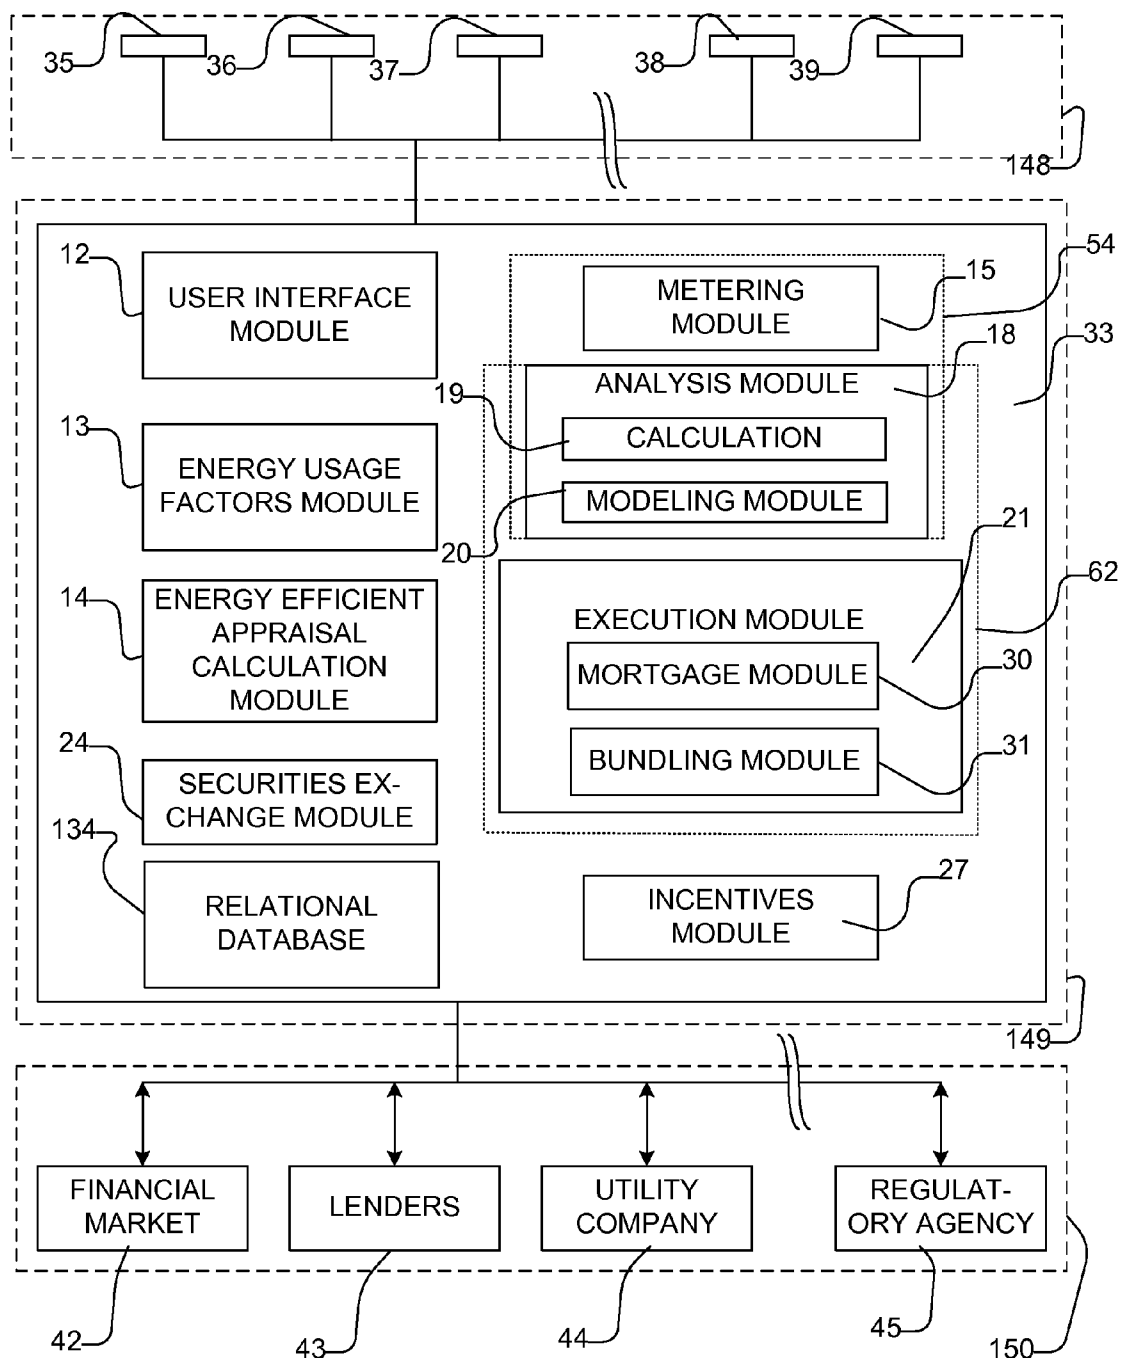 35
36
37
38
39
148
12
USER INTERFACE
MODULE
METERING
MODULE
15
54
18
33
ANALYSIS MODULE
19
CALCULATION
13
ENERGY USAGE
FACTORS MODULE
MODELING MODULE
20
21
62
14
ENERGY EFFICIENT
APPRAISAL
CALCULATION
MODULE
EXECUTION MODULE
MORTGAGE MODULE
30
BUNDLING MODULE
31
24
SECURITIES EX-
CHANGE MODULE
134
RELATIONAL
DATABASE
INCENTIVES
MODULE
27
149
FINANCIAL
MARKET
LENDERS
UTILITY
COMPANY
REGULAT-
ORY AGENCY
42
43
44
45
150